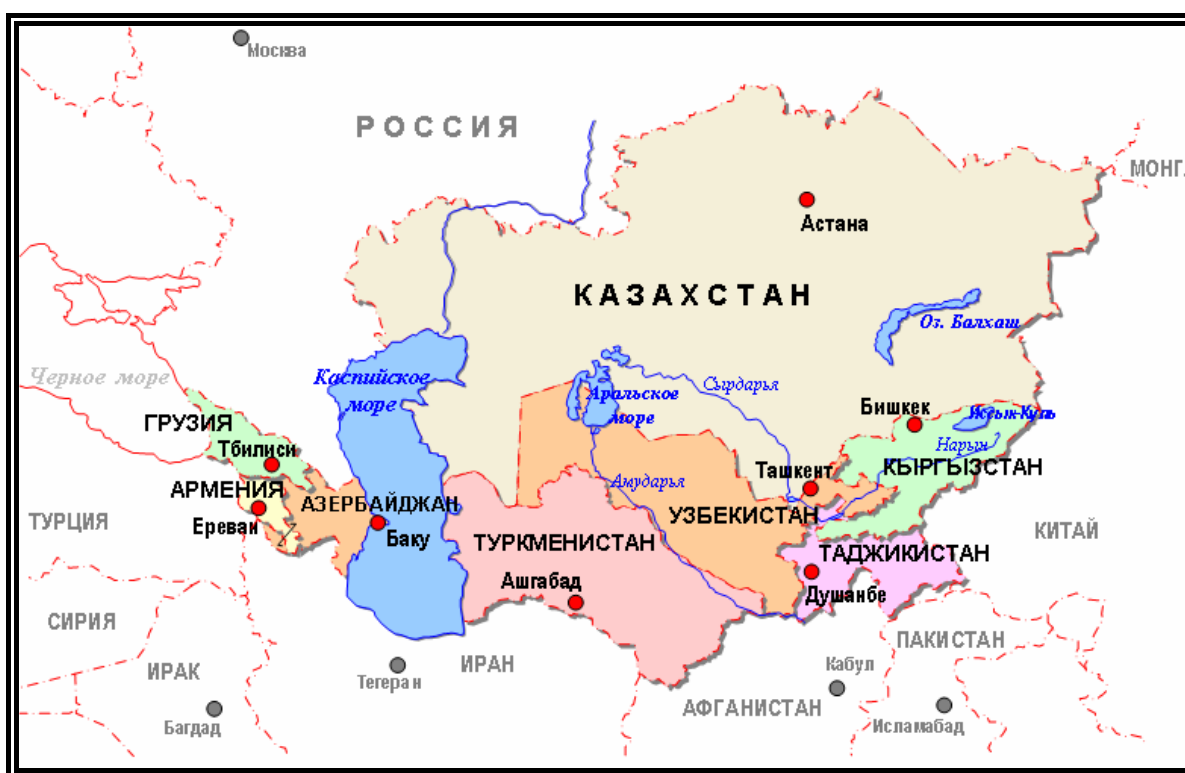 Москва
РОССИЯ
МОНГ.
Астана
КАЗАХСТАН
Оз. Балхаш
Черное море
Каспийское
море
Сырдарья
Аральское
море
Бишкек
Иссык-Куль
ГРУЗИЯ
Тбилиси
Нарын
КЫРГЫЗСТАН
Ташкент
Амударья
АРМЕНИЯ
АЗЕРБАЙДЖАН
Ереван
Баку
УЗБЕКИСТАН
ТУРЦИЯ
КИТАЙ
ТУРКМЕНИСТАН
ТАДЖИКИСТАН
Ашгабад
Душанбе
СИРИЯ
ПАКИСТАН
ИРАК
ИРАН
Тегеран
Кабул
АФГАНИСТАН
Багдад
Исламабад